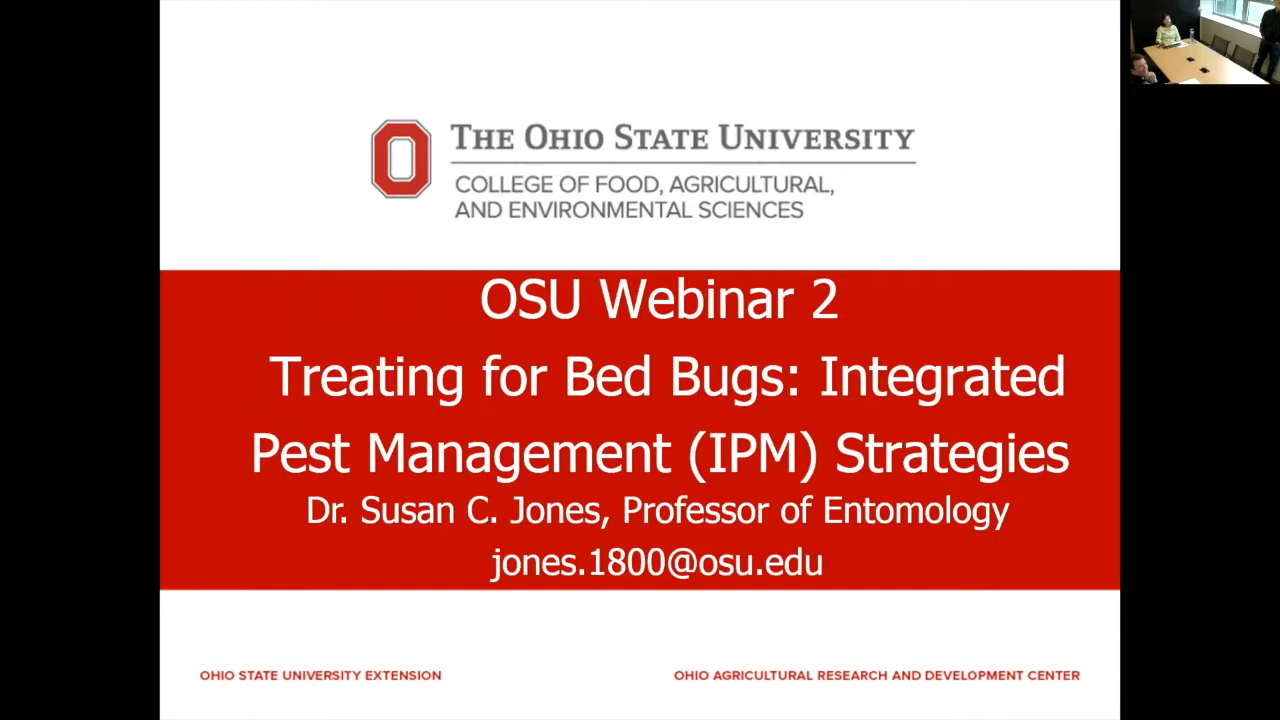 THE OHIO STATE UNIVERSITY
COLLEGE OF FOOD, AGRICULTURAL,
AND ENVIRONMENTAL SCIENCES
OSU Webinar 2
Treating for Bed Bugs: Integrated
Pest Management (IPM) Strategies
Dr. Susan C. Jones, Professor of Entomology
jones.1800@osu.edu
OHIO STATE UNIVERSITY EXTENSION
OHIO AGRICULTURAL RESEARCH AND DEVELOPMENT CENTER